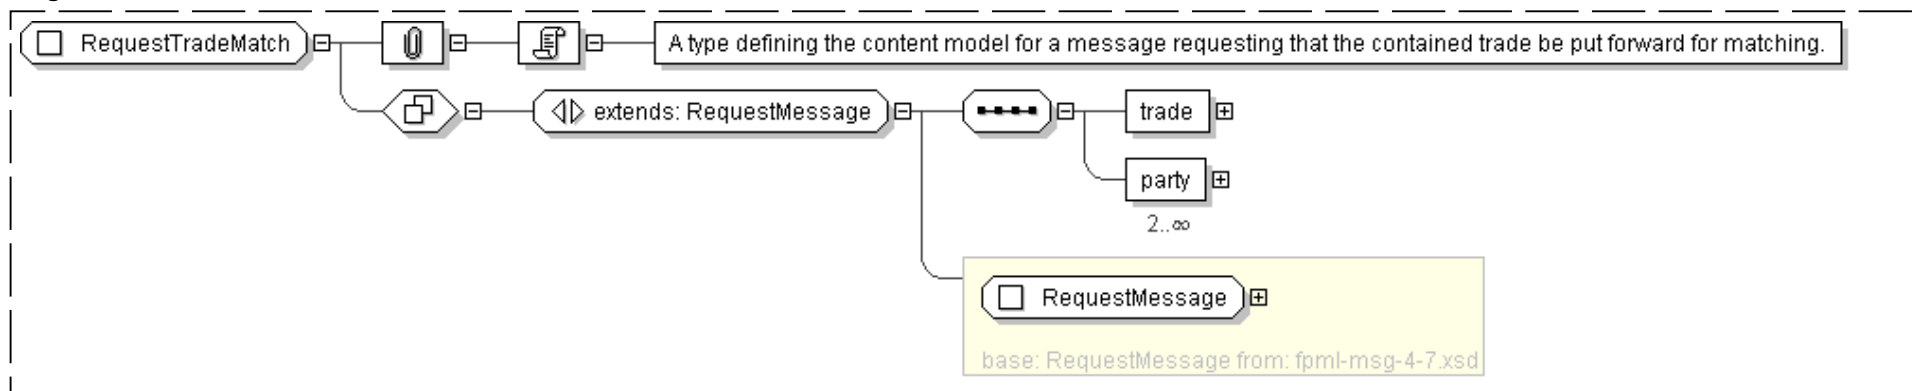 RequestTradeMatch
A type defining the content model for a message requesting that the contained trade be put forward for matching.
extends: RequestMessage
trade
party
2..∞
RequestMessage
base: RequestMessage from: fpml-msg-4-7.xsd